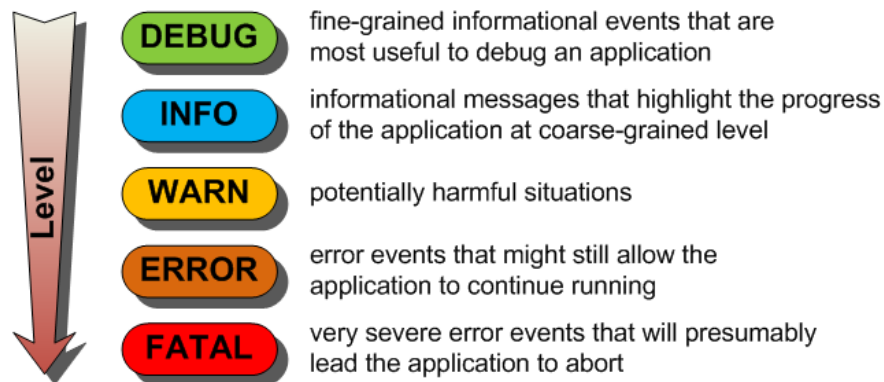 Level
DEBUG
fine-grained informational events that are
most useful to debug an application
INFO
informational messages that highlight the progress
of the application at coarse-grained level
WARN
potentially harmful situations
ERROR
error events that might still allow the
application to continue running
FATAL
very severe error events that will presumably
lead the application to abort